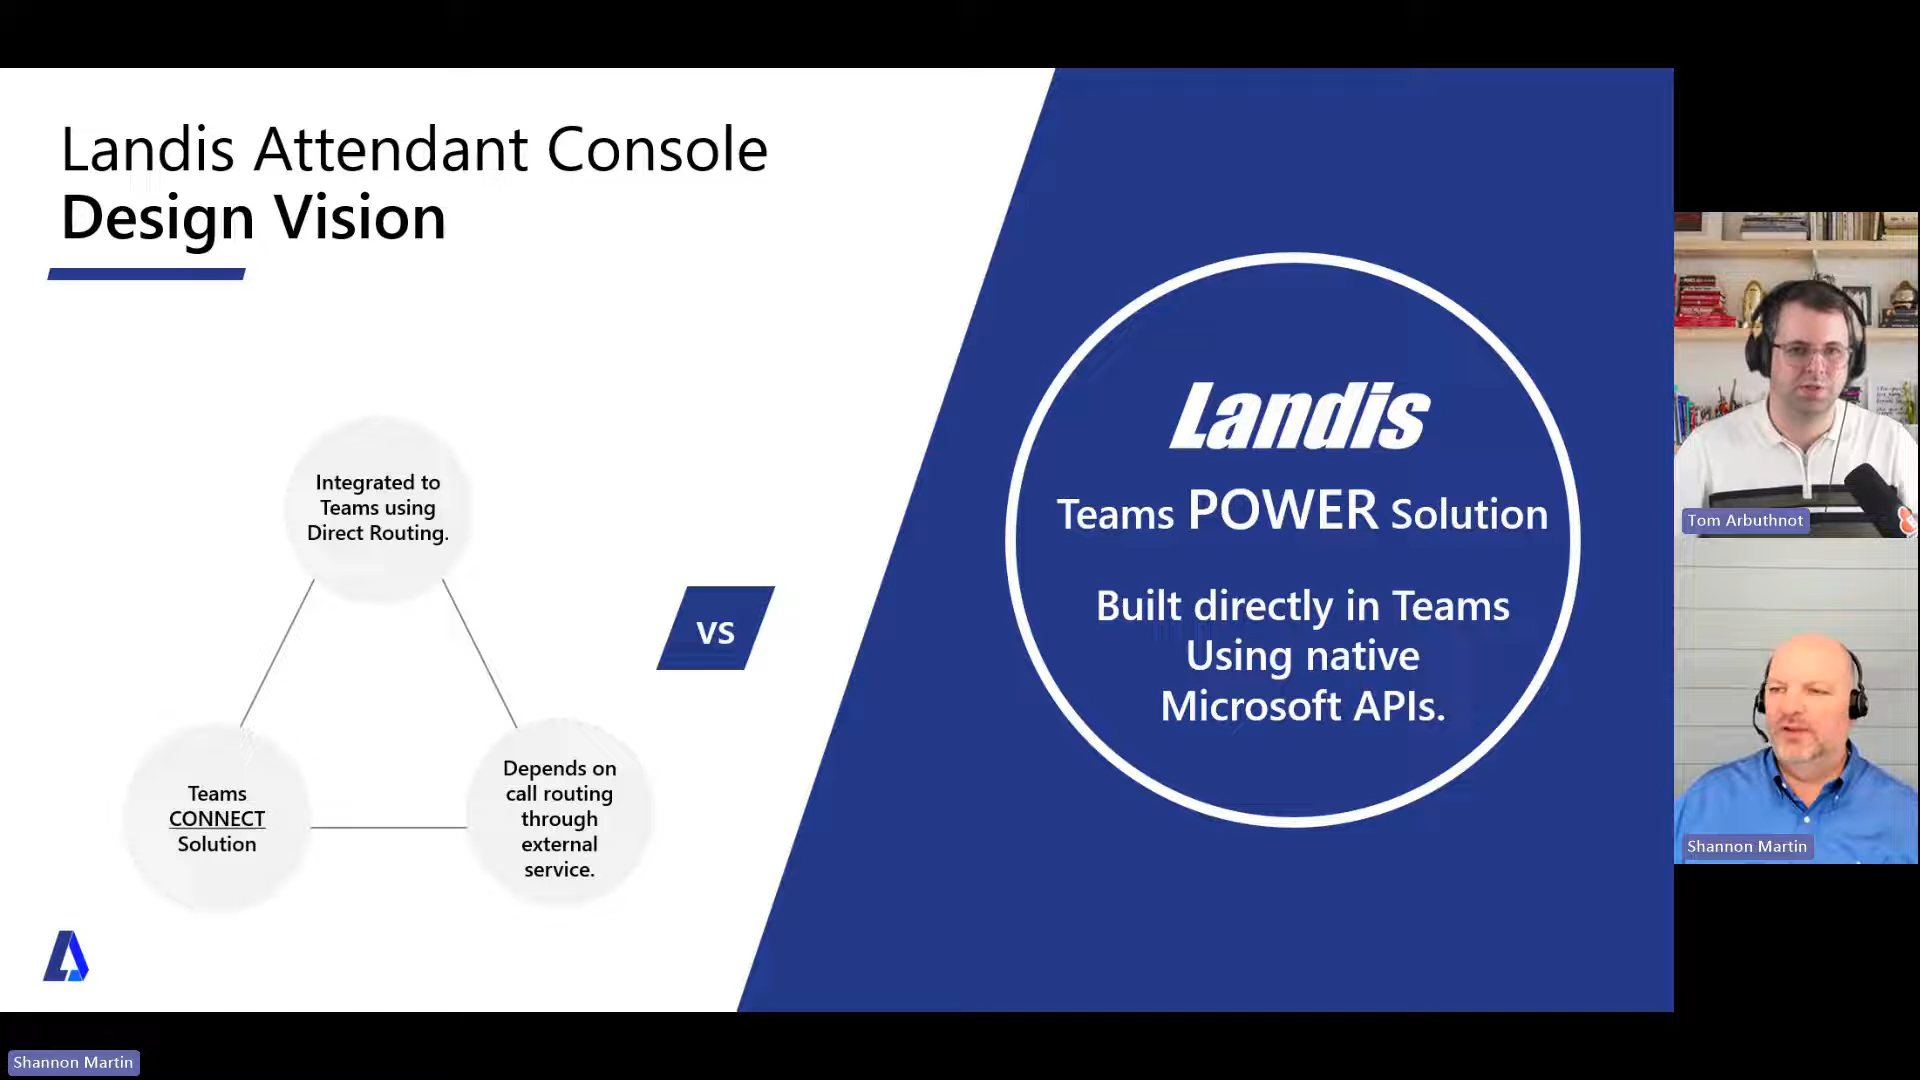 Landis Attendant Console
Design Vision
Integrated to
Teams using
Direct Routing.
Teams
CONNECT
Solution
Depends on
call routing
through
external
service.
VS
Landis
Teams POWER Solution
Built directly in Teams
Using native
Microsoft APIs.
Tom Arbuthnot
Shannon Martin
Shannon Martin